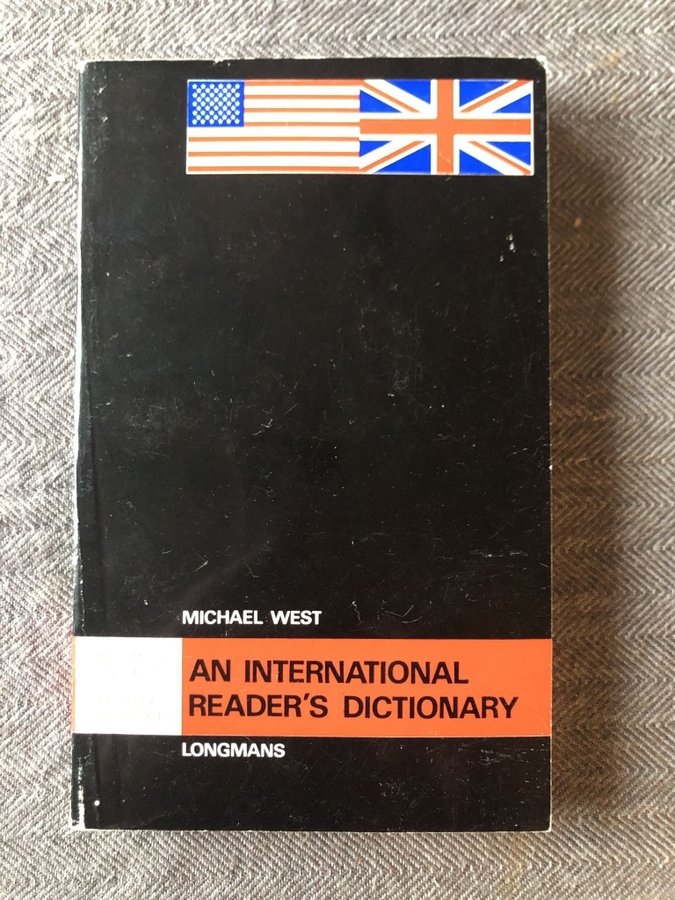 MICHAEL WEST
AN INTERNATIONAL
READER'S DICTIONARY
LONGMANS